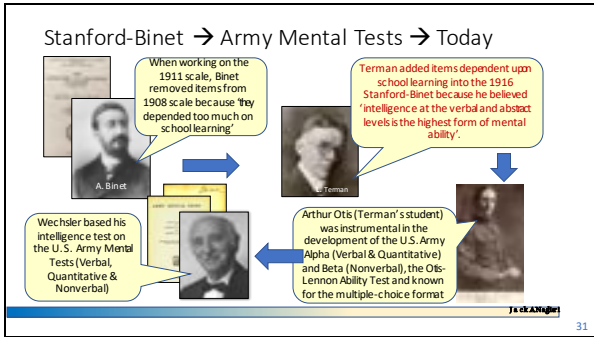 Stanford-Binet → Army Mental Tests → Today
When working on the
1911 scale, Binet
removed items from
1908 scale because ‘they
depended too much on
school learning’
A. Binet
Terman added items dependent upon
school learning into the 1916
Stanford-Binet because he believed
‘intelligence at the verbal and abstract
levels is the highest form of mental
ability’.
Terman
Wechsler based his
intelligence test on
the U.S. Army Mental
Tests (Verbal,
Quantitative &
Nonverbal)
Arthur Otis (Terman’s student)
was instrumental in the
development of the U.S. Army
Alpha (Verbal & Quantitative)
and Beta (Nonverbal), the Otis-
Lennon Ability Test and known
for the multiple-choice format
Jack A. Naglieri
31